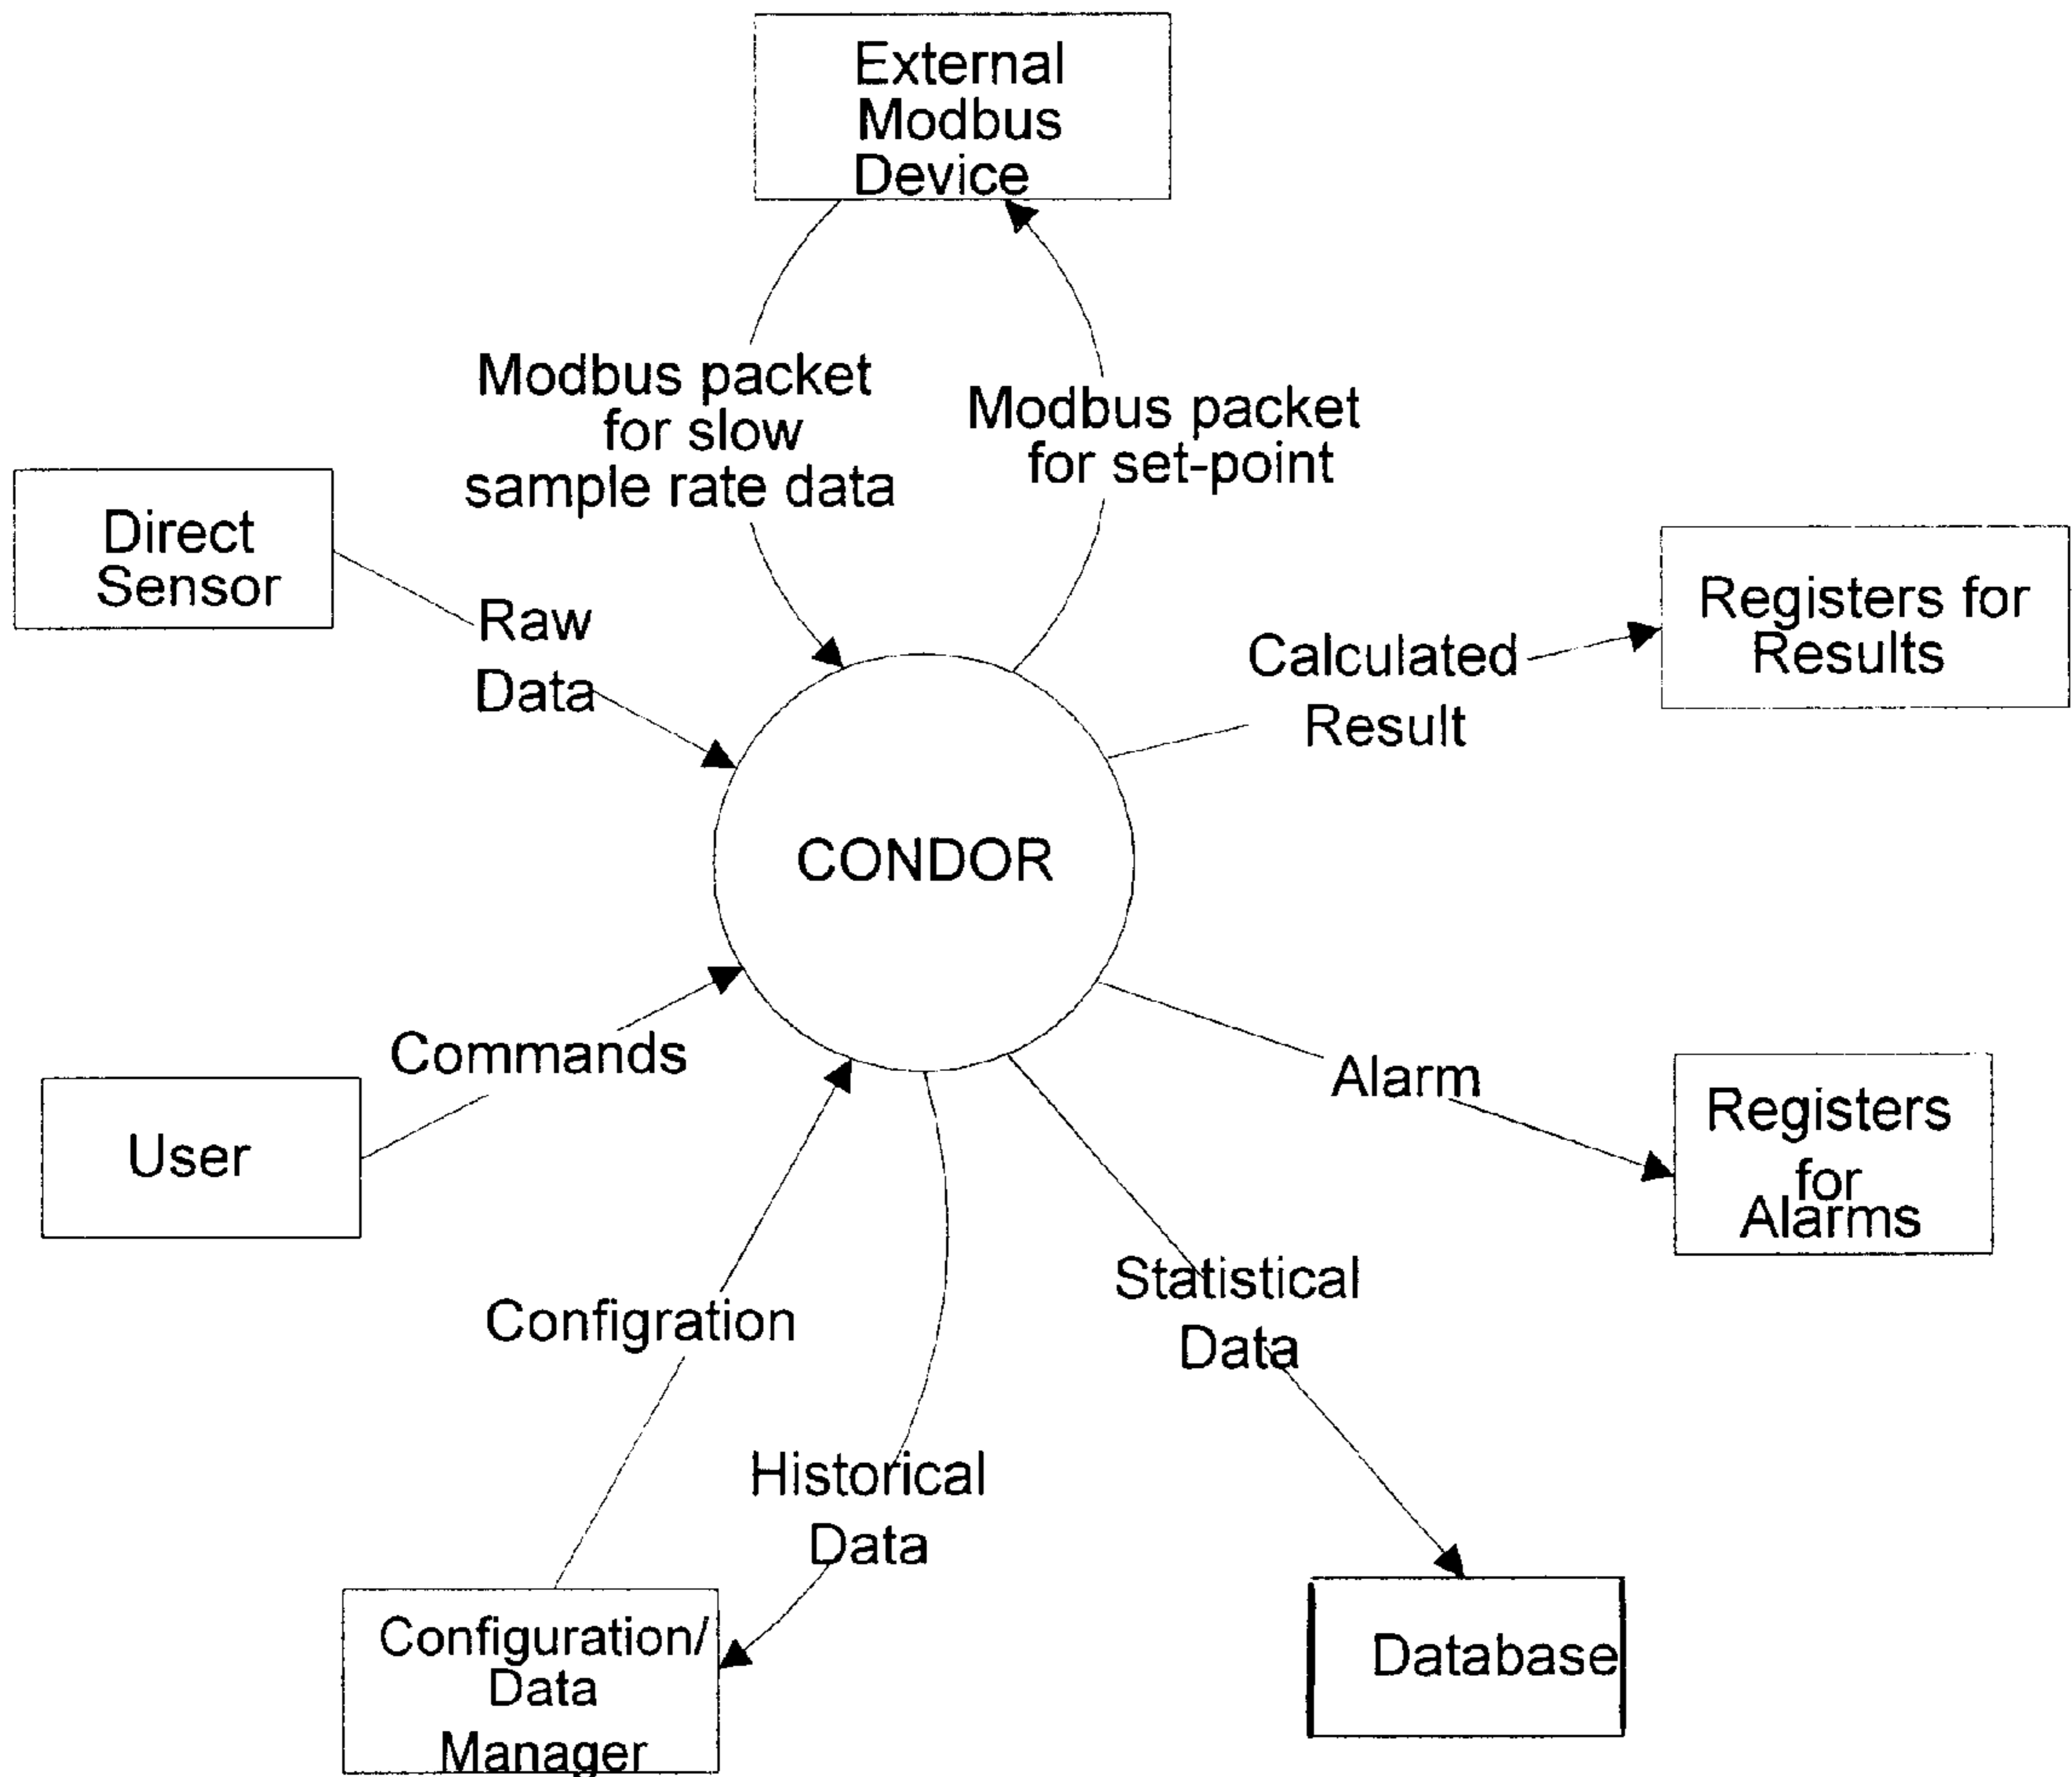 External
Modbus
Device
Modbus packet
for slow
sample rate data
Modbus packet
for set-point
Direct
Sensor
Raw
Data
Calculated
Result
Registers for
Results
CONDOR
Commands
User
Alarm
Registers
for
Alarms
Configration
Statistical
Data
Historical
Data
Configuration/
Data
Manager
Database